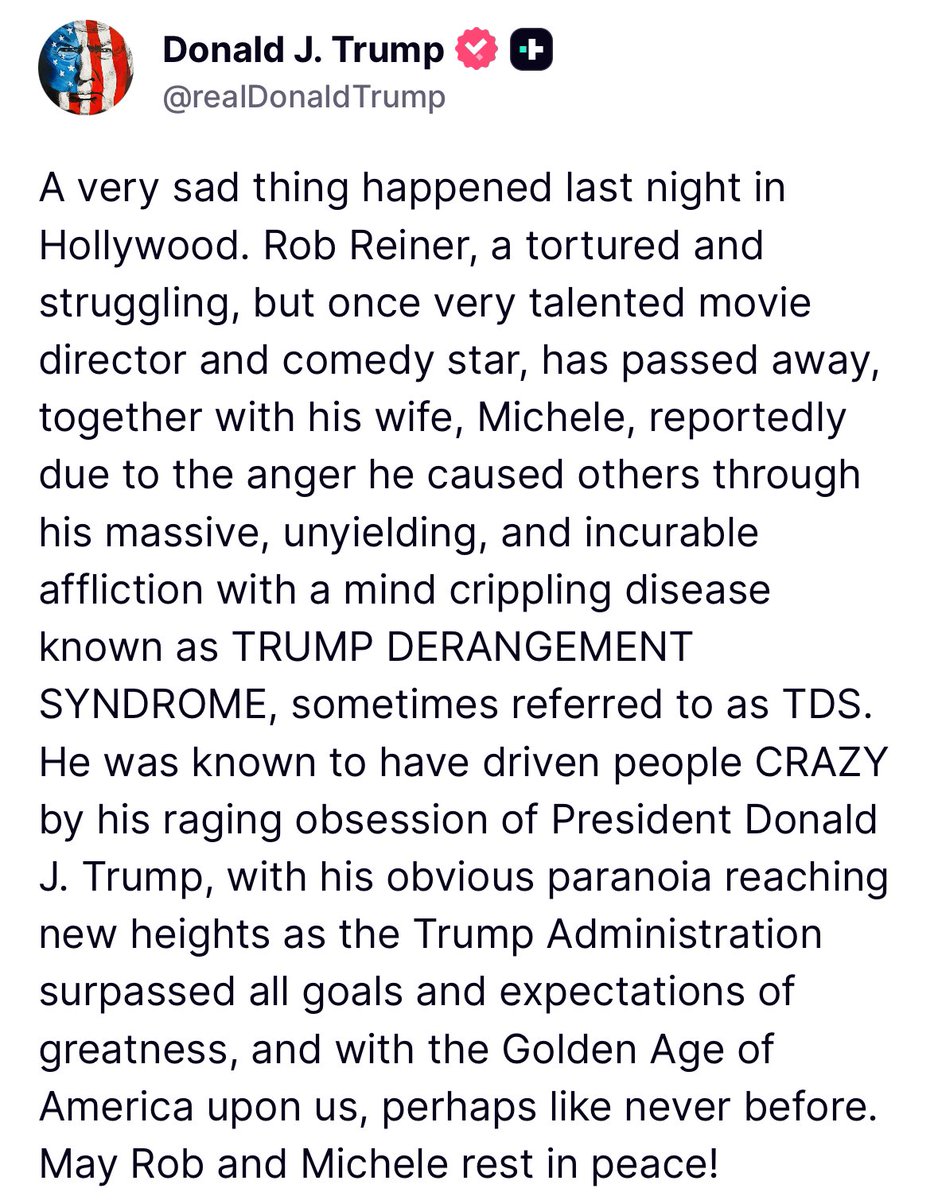 Donald J. Trump
@realDonaldTrump
A very sad thing happened last night in
Hollywood. Rob Reiner, a tortured and
struggling, but once very talented movie
director and comedy star, has passed away,
together with his wife, Michele, reportedly
due to the anger he caused others through
his massive, unyielding, and incurable
affliction with a mind crippling disease
known as TRUMP DERANGEMENT
SYNDROME, sometimes referred to as TDS.
He was known to have driven people CRAZY
by his raging obsession of President Donald
J. Trump, with his obvious paranoia reaching
new heights as the Trump Administration
surpassed all goals and expectations of
greatness, and with the Golden Age of
America upon us, perhaps like never before.
May Rob and Michele rest in peace!